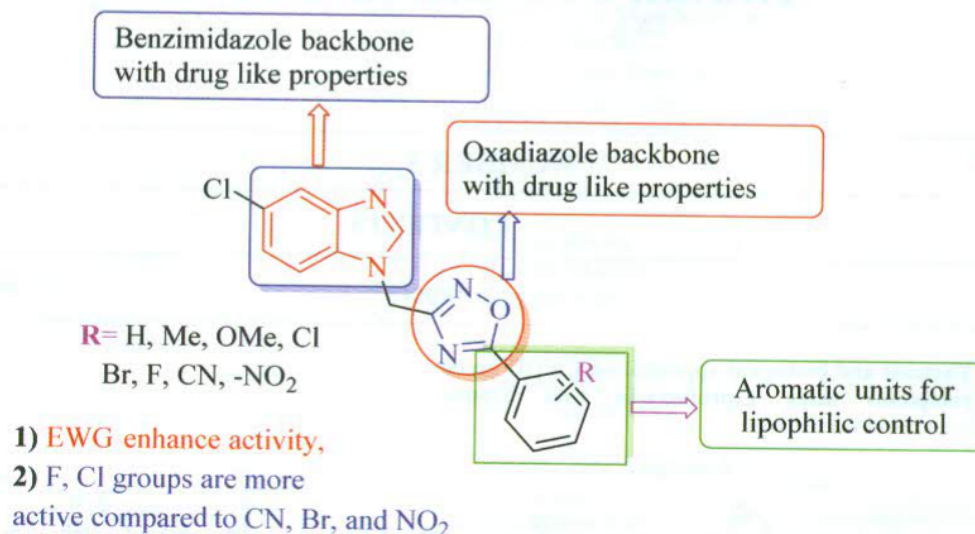 Benzimidazole backbone
with drug like properties
Oxadiazole backbone
with drug like properties
Cl
N
N
N
O
N
R
R= H, Me, OMe, Cl
Br, F, CN, -NO₂
Aromatic units for
lipophilic control
1) EWG enhance activity,
2) F, Cl groups are more
active compared to CN, Br, and NO₂